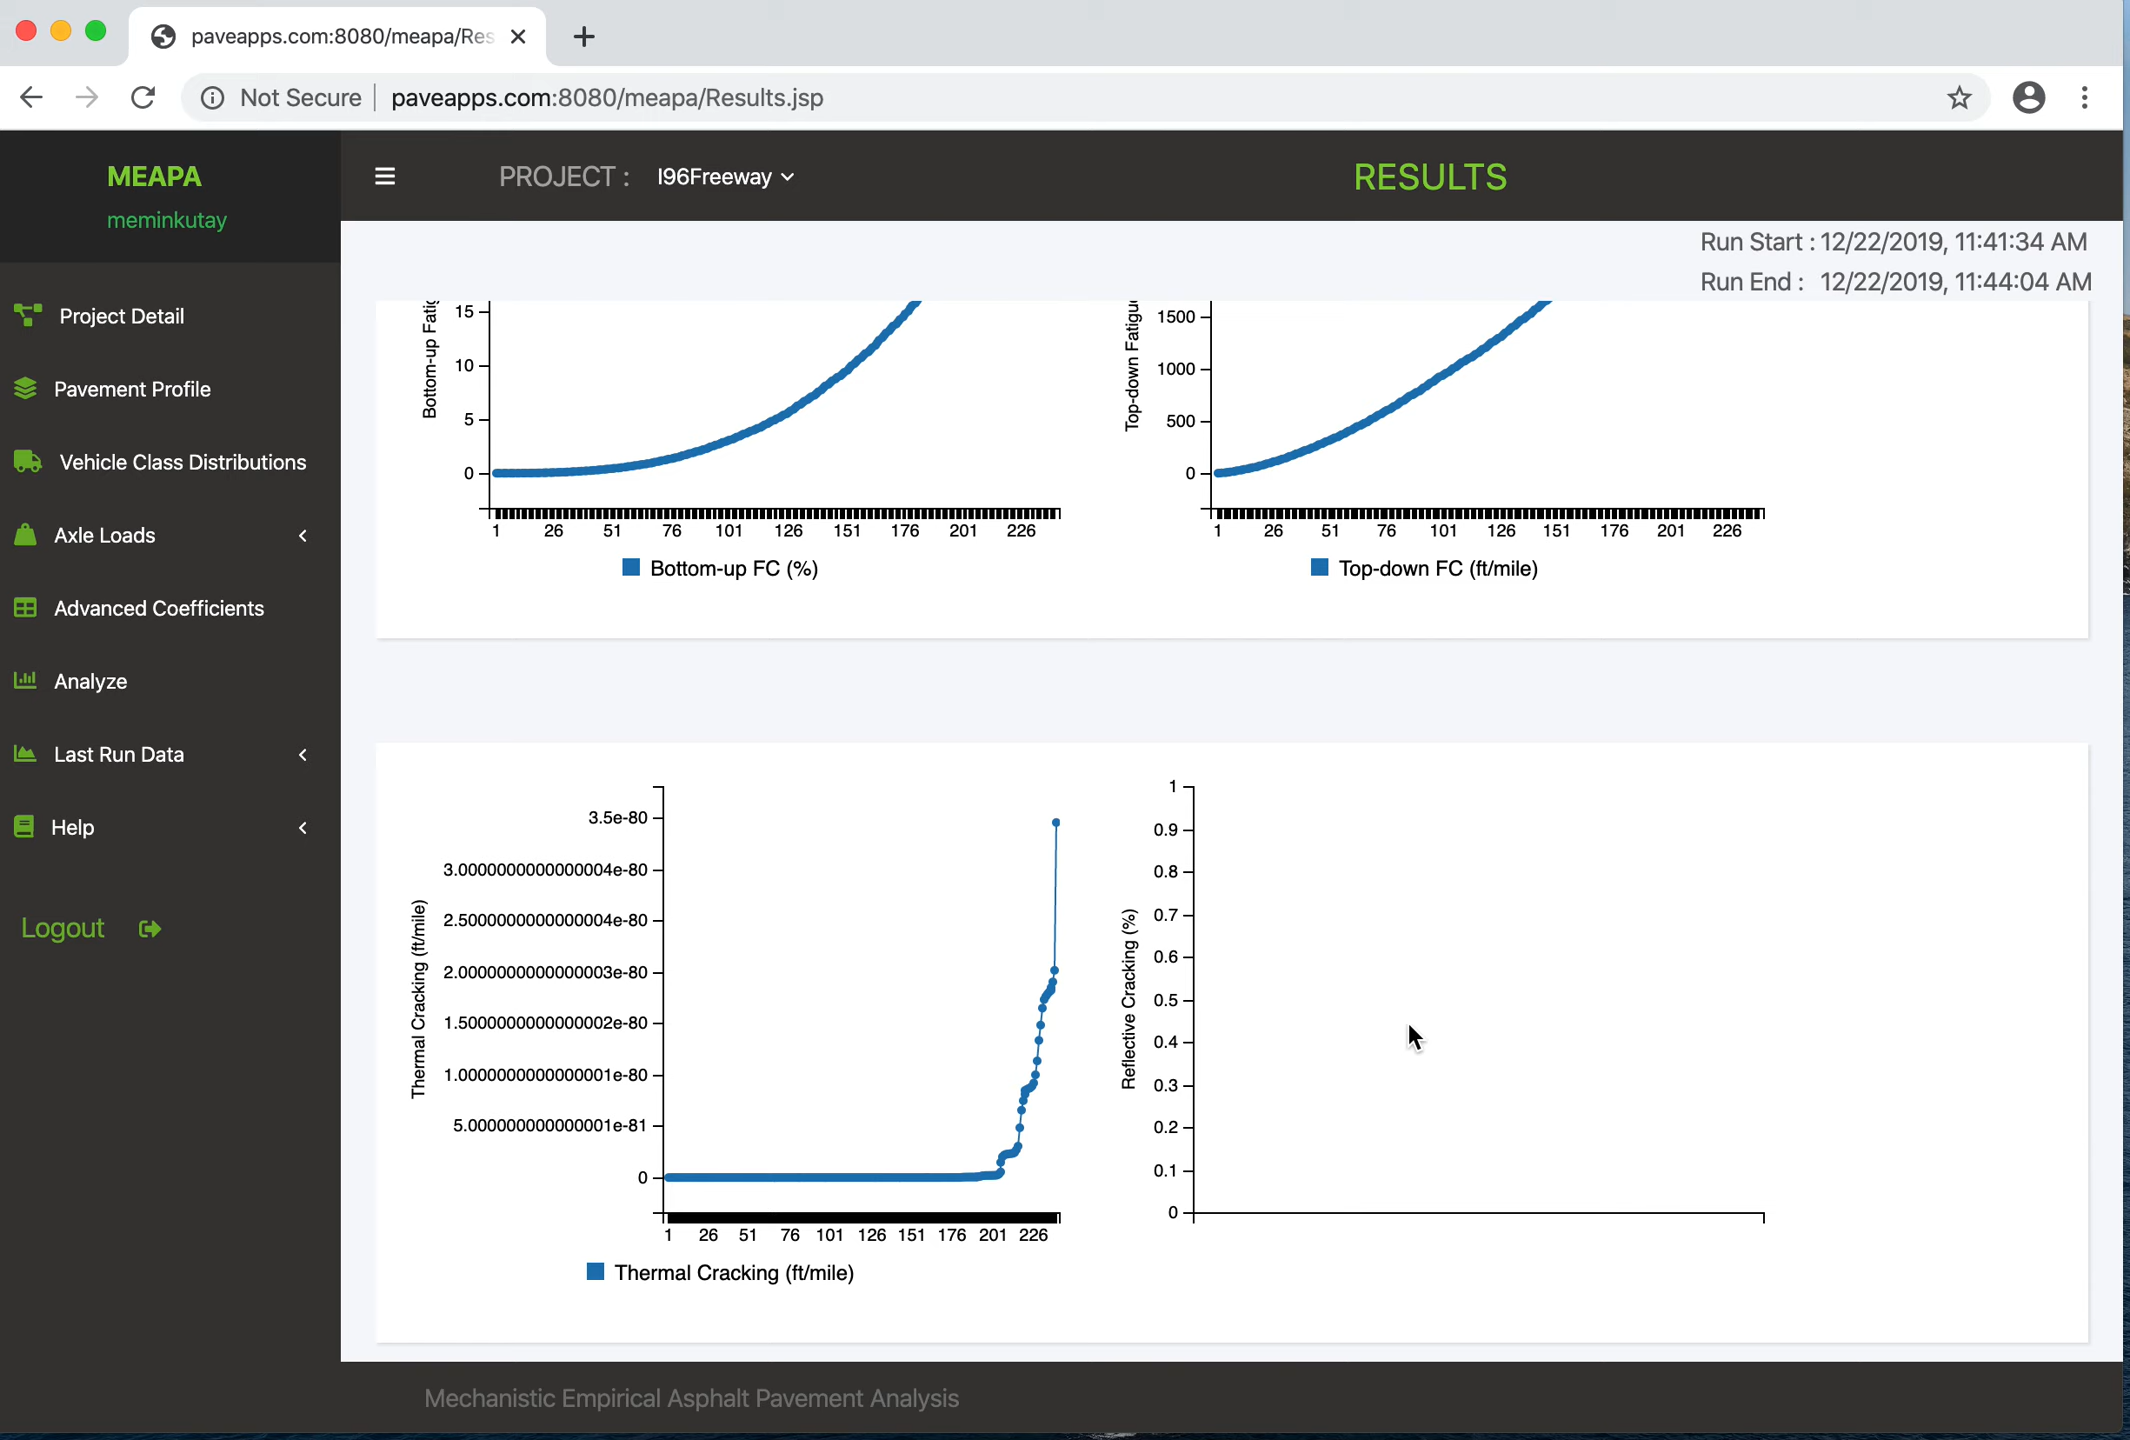 paveapps.com:8080/meapa/Res
Not Secure
paveapps.com:8080/meapa/Results.jsp
MEAPA
meminkutay
PROJECT :
I96Freeway
RESULTS
Run Start : 12/22/2019, 11:41:34 AM
Run End : 12/22/2019, 11:44:04 AM
Project Detail
Pavement Profile
Vehicle Class Distributions
Axle Loads
Advanced Coefficients
Analyze
Last Run Data
Help
Logout
Bottom-up Fatig
15
10
5
0
1 26 51 76 101 126 151 176 201 226
Bottom-up FC (%)
Top-down Fatigu
1500
1000
500
0
1 26 51 76 101 126 151 176 201 226
Top-down FC (ft/mile)
Thermal Cracking (ft/mile)
3.5e-80
3.0000000000000004e-80
2.5000000000000004e-80
2.0000000000000003e-80
1.5000000000000002e-80
1.0000000000000001e-80
5.000000000000001e-81
0
1 26 51 76 101 126 151 176 201 226
Thermal Cracking (ft/mile)
Reflective Cracking (%)
1
0.9
0.8
0.7
0.6
0.5
0.4
0.3
0.2
0.1
0
Mechanistic Empirical Asphalt Pavement Analysis